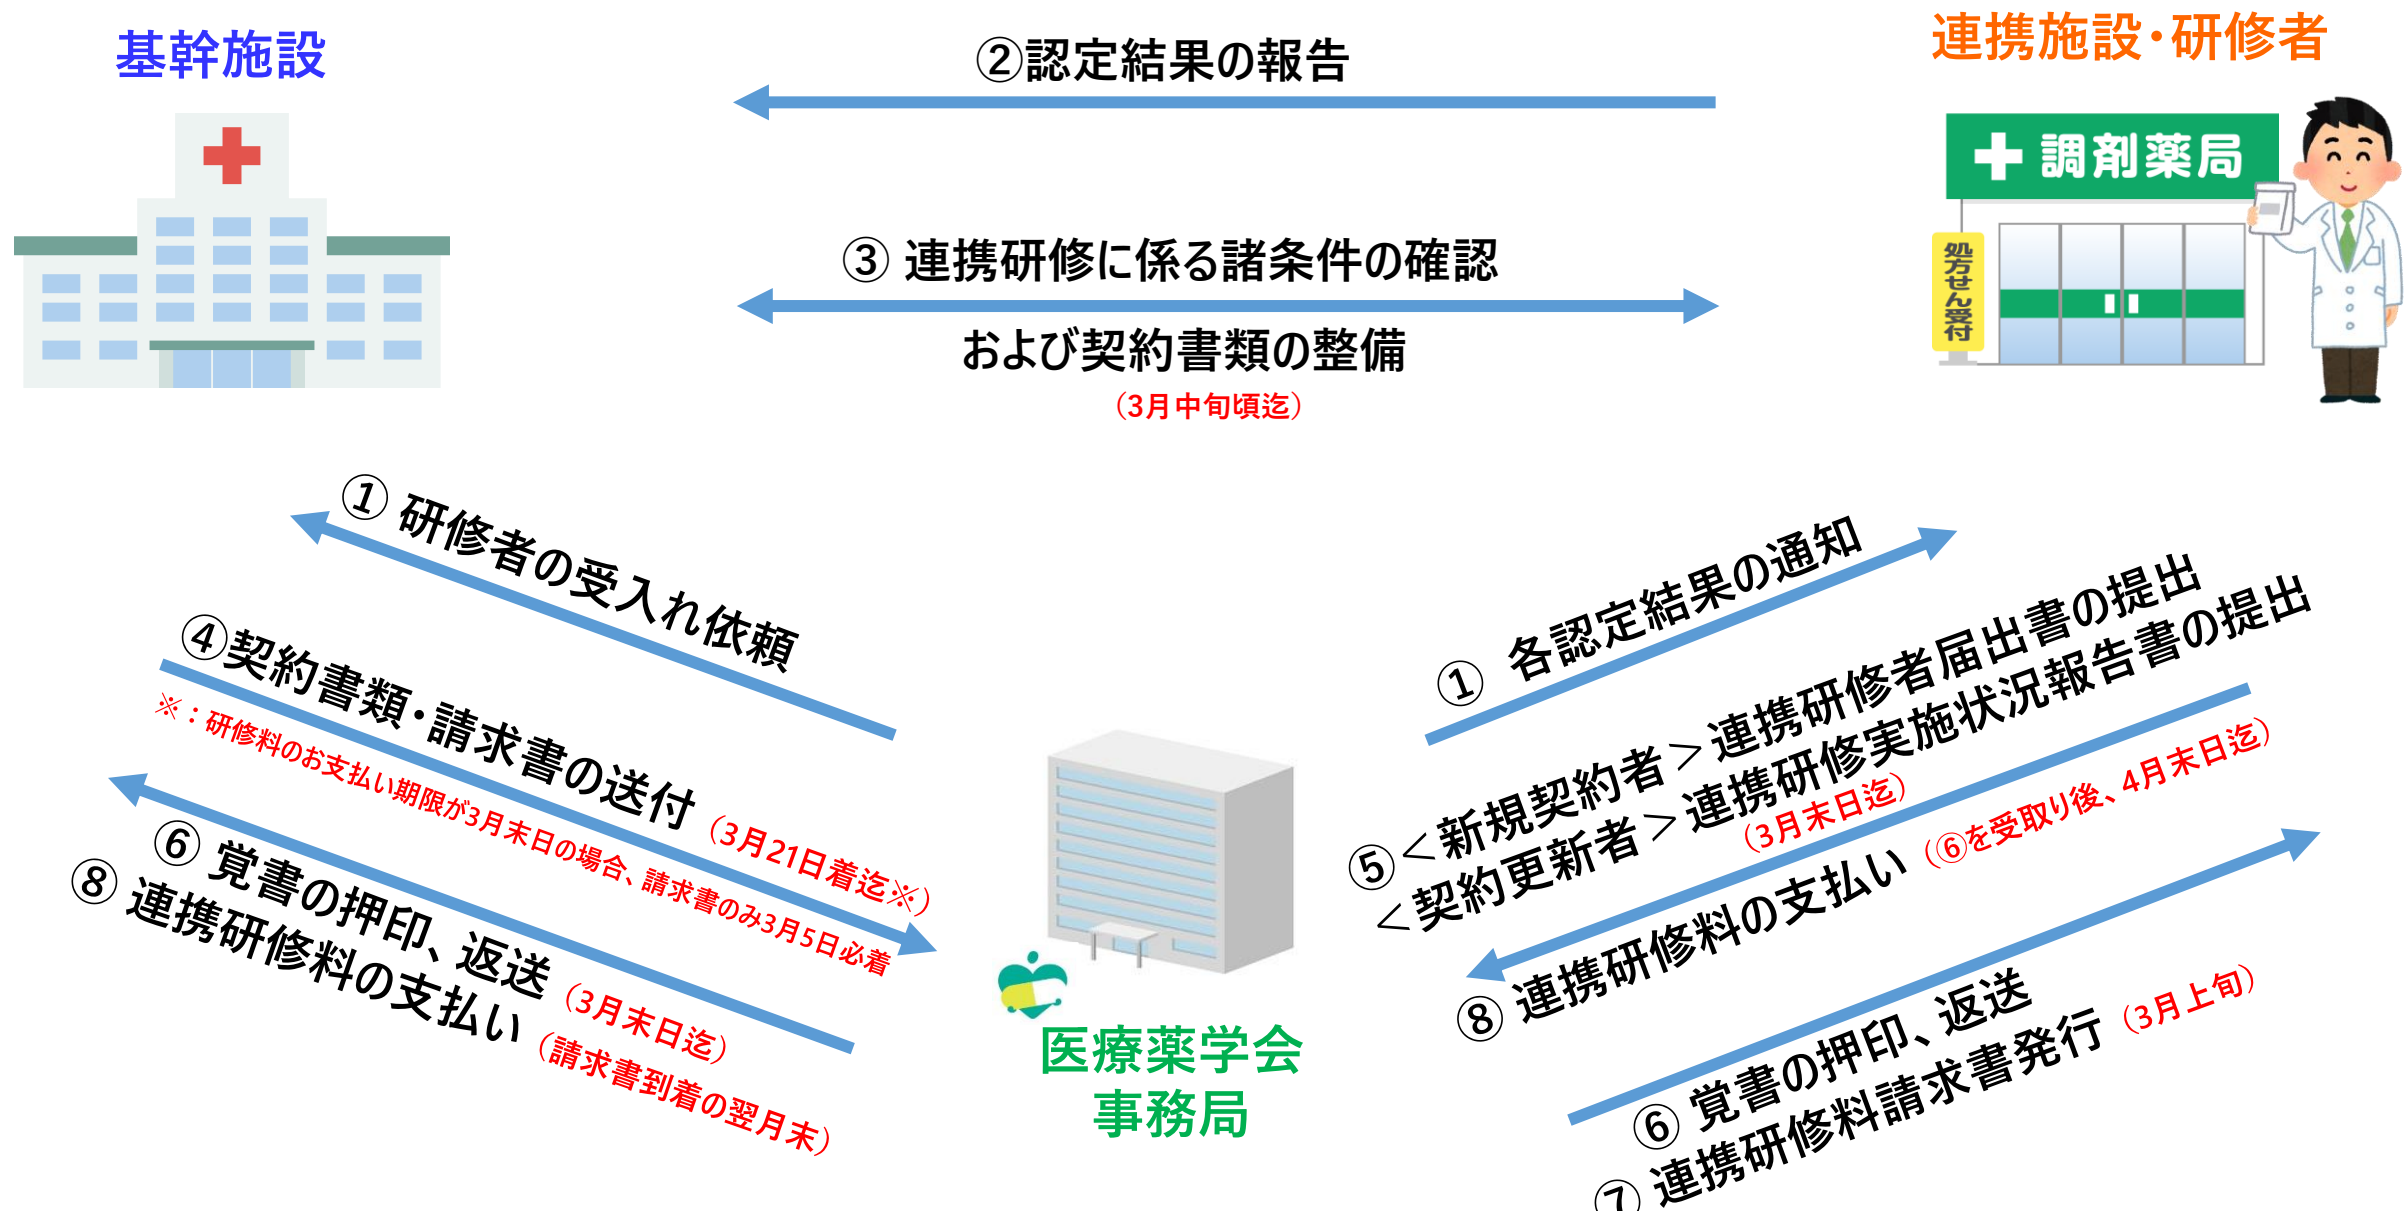 基幹施設
②認定結果の報告
連携施設・研修者
調剤薬局
処方せん受付
③ 連携研修に係る諸条件の確認
および契約書類の整備
（3月中旬頃迄）
① 研修者の受入れ依頼
④契約書類・請求書の送付（3月21日着迄※）
※：研修料のお支払い期限が3月末日の場合、請求書のみ3月5日必着
⑥ 覚書の押印、返送（3月末日迄）
⑧ 連携研修料の支払い（請求書到着の翌月末）
医療薬学会
事務局
① 各認定結果の通知
⑤＜新規契約者＞連携研修者届出書の提出
＜契約更新者＞連携研修実施状況報告書の提出
（3月末日迄）
⑧ 連携研修料の支払い（⑥を受取り後、4月末日迄）
⑥ 覚書の押印、返送
⑦ 連携研修料請求書発行（3月上旬）